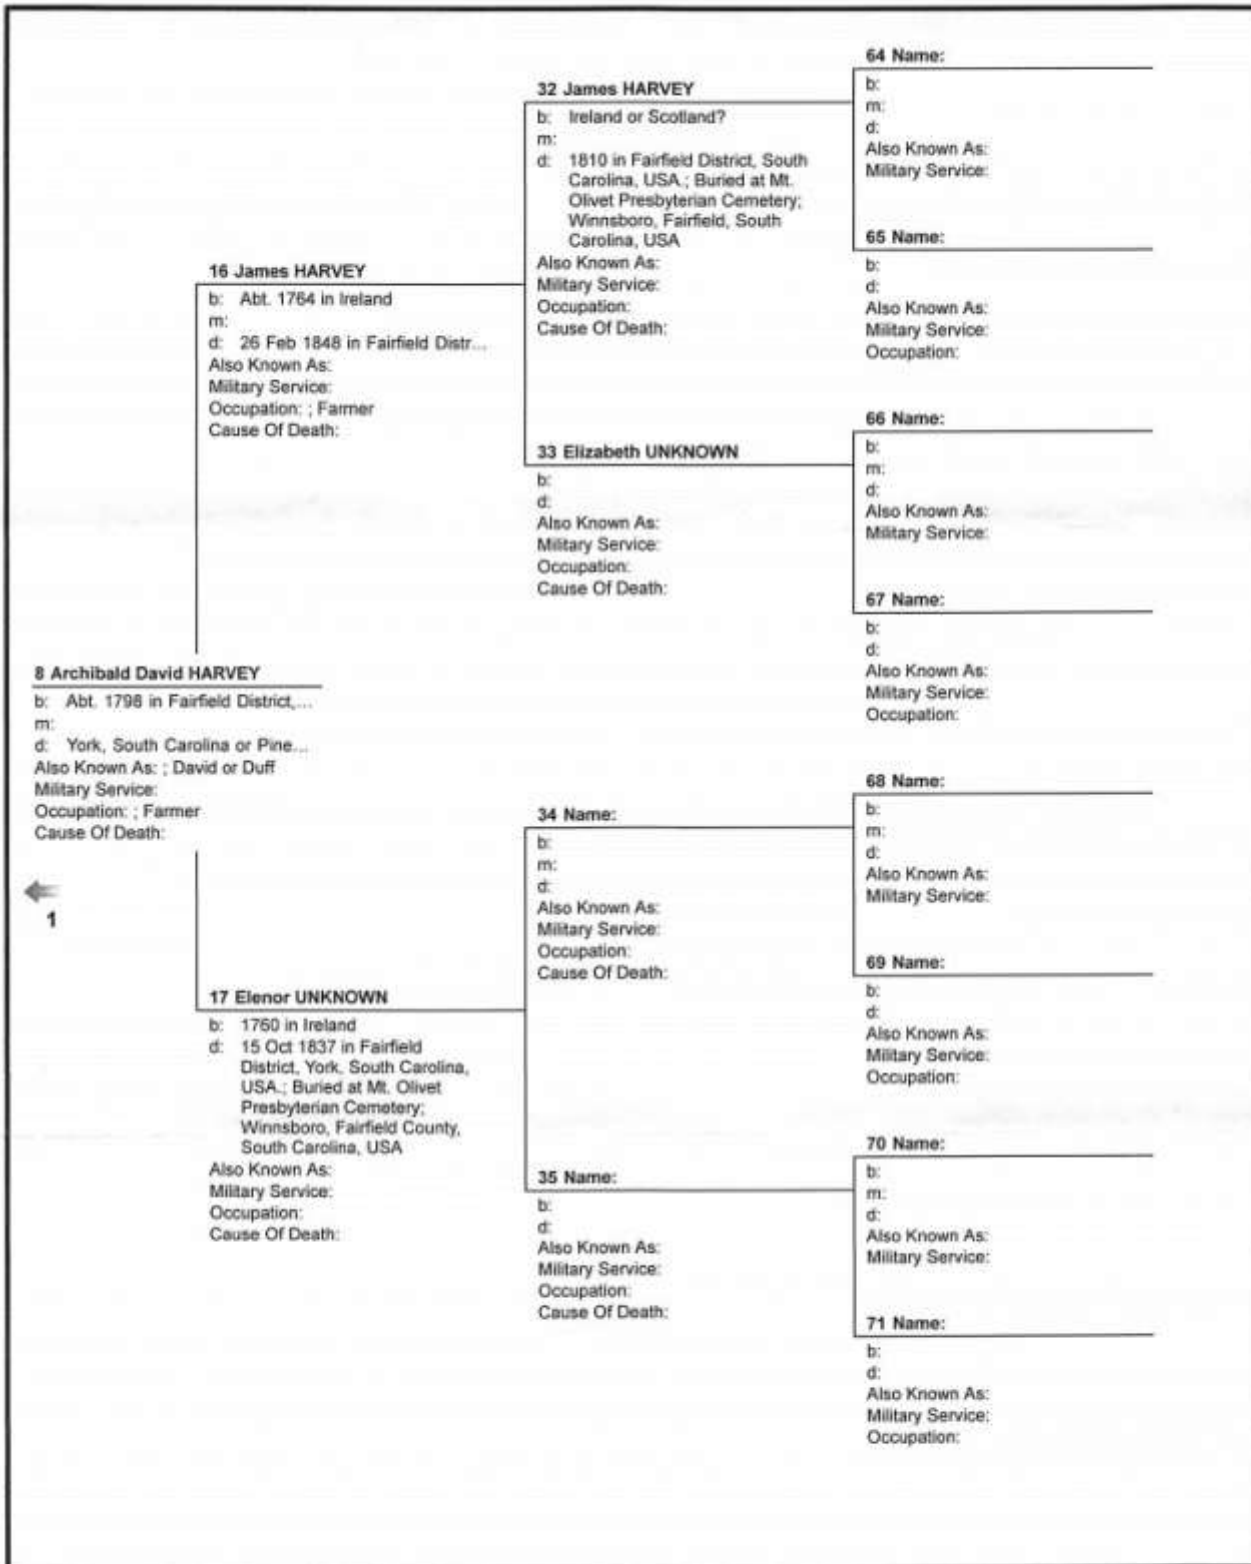 64 Name:
b:
m:
d:
Also Known As:
Military Service:
32 James HARVEY
b: Ireland or Scotland?
m:
d: 1810 in Fairfield District, South
Carolina, USA.; Buried at Mt.
Olivet Presbyterian Cemetery;
Winnsboro, Fairfield, South
Carolina, USA
Also Known As:
Military Service:
Occupation:
Cause Of Death:
65 Name:
b:
d:
Also Known As:
Military Service:
Occupation:
16 James HARVEY
b: Abt. 1764 in Ireland
m:
d: 26 Feb 1848 in Fairfield Distr...
Also Known As:
Military Service:
Occupation: ; Farmer
Cause Of Death:
66 Name:
b:
m:
d:
Also Known As:
Military Service:
33 Elizabeth UNKNOWN
b:
d:
Also Known As:
Military Service:
Occupation:
Cause Of Death:
67 Name:
b:
d:
Also Known As:
Military Service:
Occupation:
8 Archibald David HARVEY
b: Abt. 1798 in Fairfield District,...
m:
d: York, South Carolina or Pine...
Also Known As: ; David or Duff
Military Service:
Occupation: ; Farmer
Cause Of Death:
1
68 Name:
b:
m:
d:
Also Known As:
Military Service:
34 Name:
b:
m:
d:
Also Known As:
Military Service:
Occupation:
Cause Of Death:
69 Name:
b:
d:
Also Known As:
Military Service:
Occupation:
17 Elenor UNKNOWN
b: 1760 in Ireland
d: 15 Oct 1837 in Fairfield
District, York, South Carolina,
USA.; Buried at Mt. Olivet
Presbyterian Cemetery;
Winnsboro, Fairfield County,
South Carolina, USA
Also Known As:
Military Service:
Occupation:
Cause Of Death:
70 Name:
b:
m:
d:
Also Known As:
Military Service:
35 Name:
b:
d:
Also Known As:
Military Service:
Occupation:
Cause Of Death:
71 Name:
b:
d:
Also Known As:
Military Service:
Occupation: